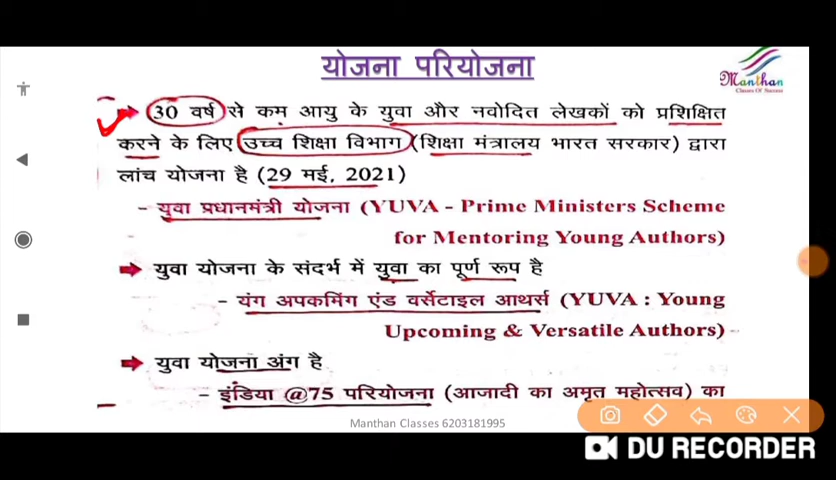 योजना परियोजना
Manthan
Classes Of Success
30 वर्ष से कम आयु के युवा और नवोदित लेखकों को प्रशिक्षित
करने के लिए उच्च शिक्षा विभाग (शिक्षा मंत्रालय भारत सरकार) द्वारा
लांच योजना है (29 मई, 2021)
- युवा प्रधानमंत्री योजना (YUVA - Prime Ministers Scheme
for Mentoring Young Authors)
युवा योजना के संदर्भ में युवा का पूर्ण रूप है
- यंग अपकमिंग एंड वर्सेटाइल आथर्स (YUVA : Young
Upcoming & Versatile Authors)
युवा योजना अंग है
- इंडिया @75 परियोजना (आजादी का अमृत महोत्सव) का
Manthan Classes 6203181995
DU RECORDER